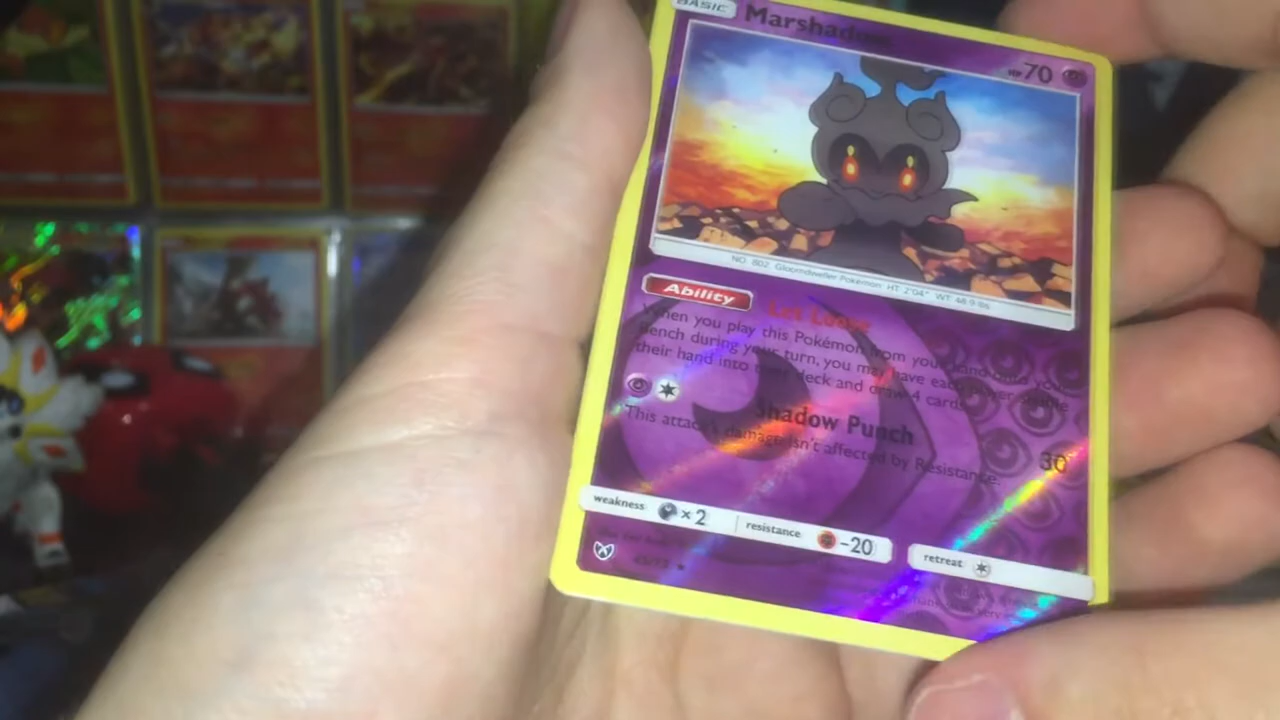 BASIC Marshadow
HP 70
NO. 802 Gloomdweller Pokémon HT: 2'04" WT: 48.9 lbs.
Ability Let Loose
When you play this Pokémon from your hand onto your
Bench during your turn, you may have each player shuffle
their hand into their deck and draw 4 cards.
Shadow Punch 30
This attack's damage isn't affected by Resistance.
weakness ×2 resistance -20 retreat
45/73 ★